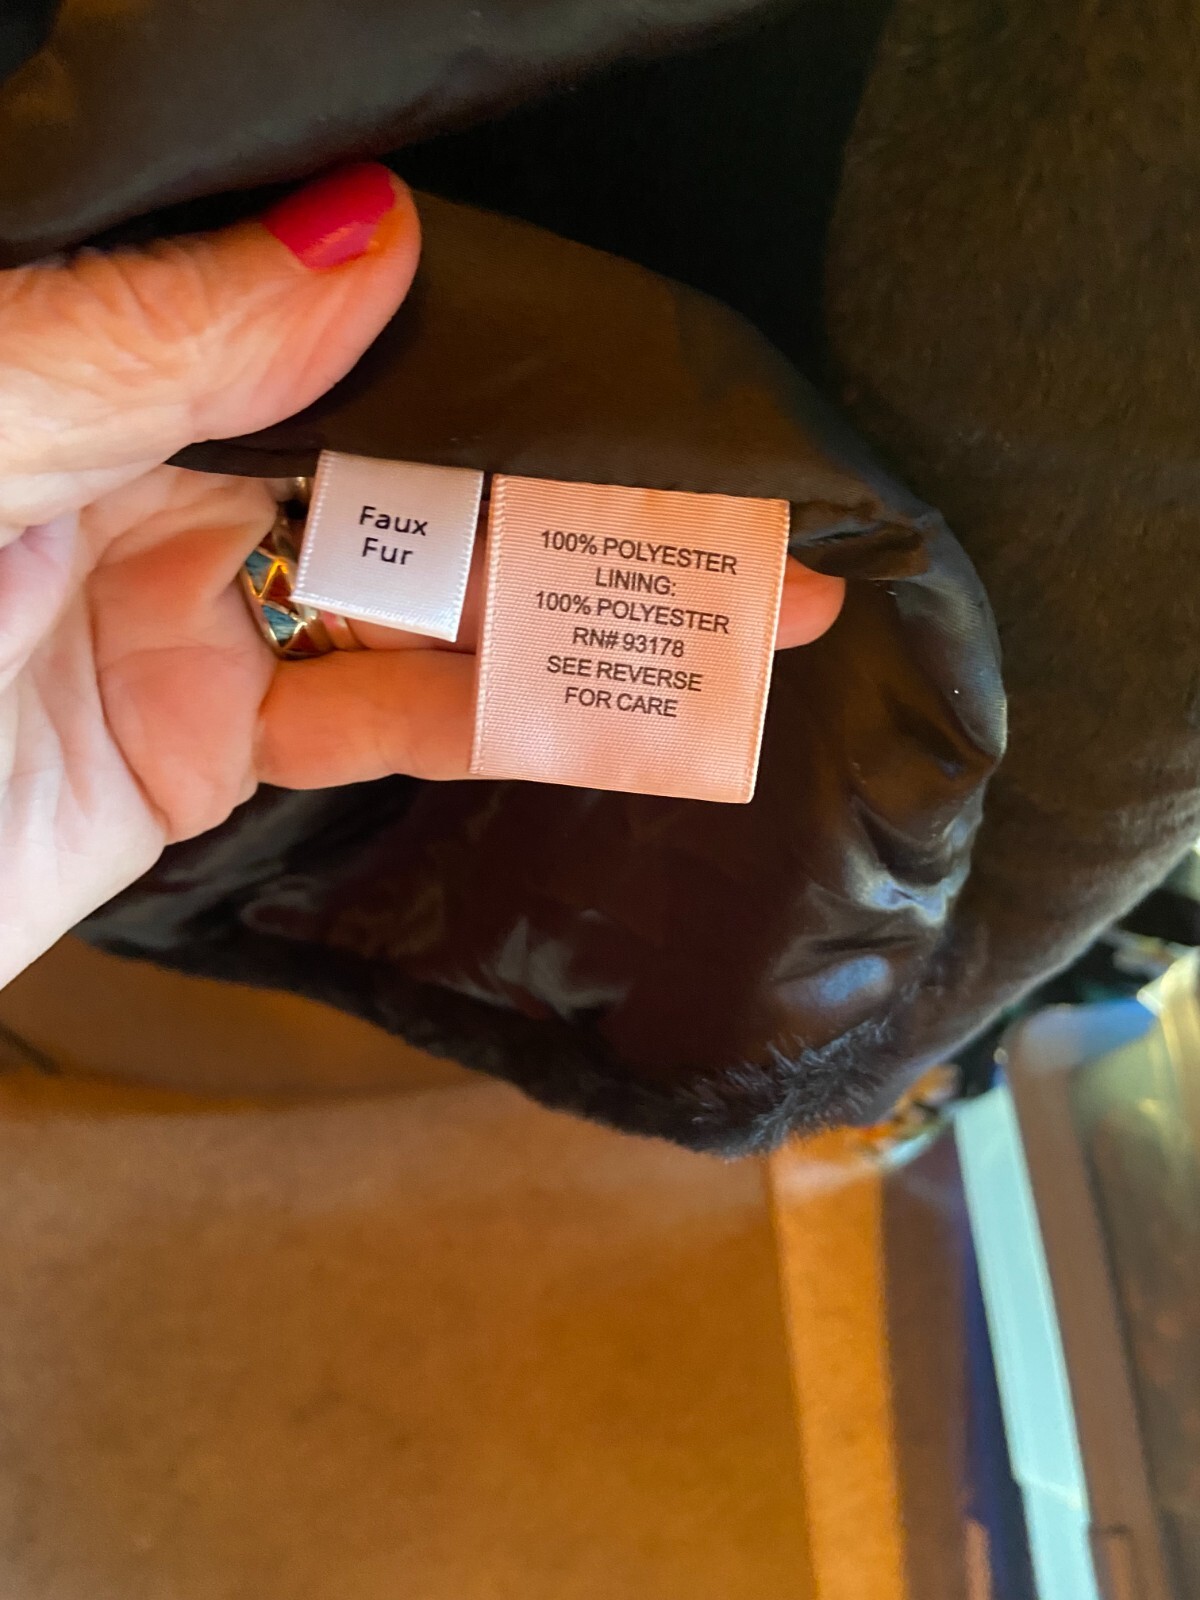 Faux
Fur
100% POLYESTER
LINING:
100% POLYESTER
RN# 93178
SEE REVERSE
FOR CARE